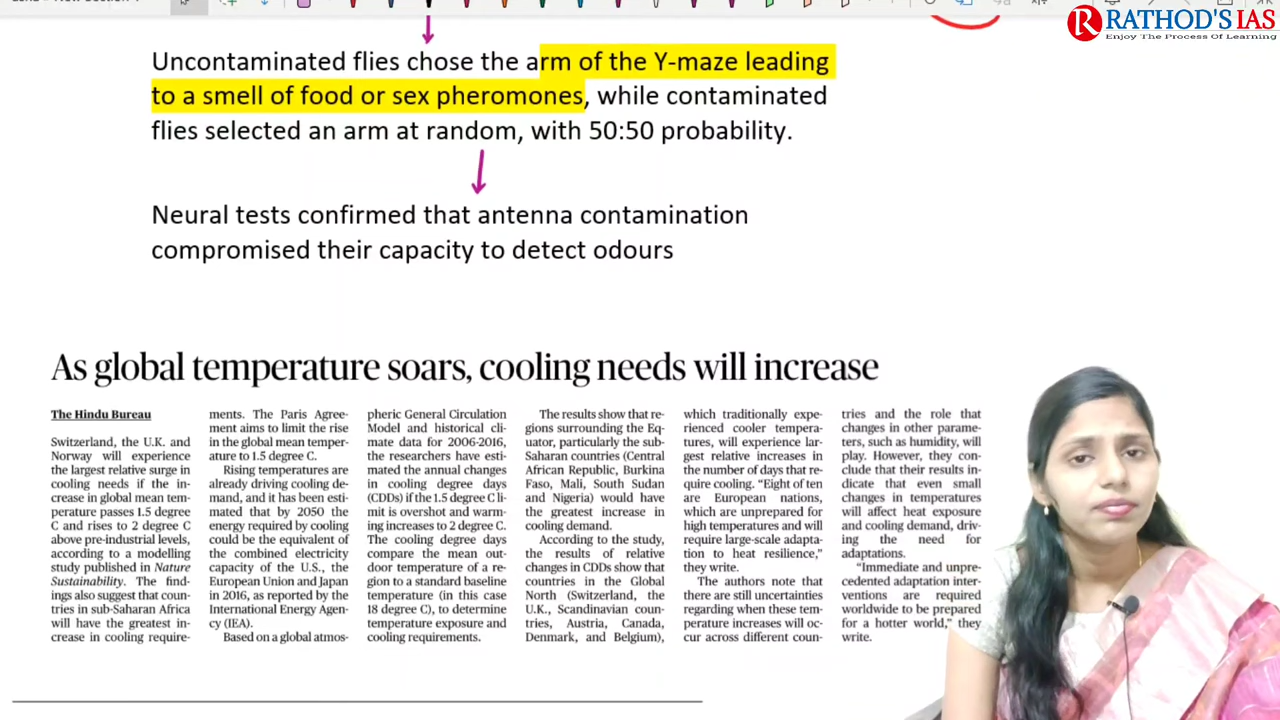 RATHOD'S IAS
Enjoy The Process Of Learning
Uncontaminated flies chose the arm of the Y-maze leading
to a smell of food or sex pheromones, while contaminated
flies selected an arm at random, with 50:50 probability.
Neural tests confirmed that antenna contamination
compromised their capacity to detect odours
As global temperature soars, cooling needs will increase
The Hindu Bureau
Switzerland, the U.K. and
Norway will experience
the largest relative surge in
cooling needs if the in-
crease in global mean tem-
perature passes 1.5 degree
C and rises to 2 degree C
above pre-industrial levels,
according to a modelling
study published in Nature
Sustainability. The find-
ings also suggest that coun-
tries in sub-Saharan Africa
will have the greatest in-
crease in cooling require-
ments. The Paris Agree-
ment aims to limit the rise
in the global mean temper-
ature to 1.5 degree C.
Rising temperatures are
already driving cooling de-
mand, and it has been esti-
mated that by 2050 the
energy required by cooling
could be the equivalent of
the combined electricity
capacity of the U.S., the
European Union and Japan
in 2016, as reported by the
International Energy Agen-
cy (IEA).
Based on a global atmos-
pheric General Circulation
Model and historical cli-
mate data for 2006-2016,
the researchers have esti-
mated the annual changes
in cooling degree days
(CDDs) if the 1.5 degree C li-
mit is overshot and warm-
ing increases to 2 degree C.
The cooling degree days
compare the mean out-
door temperature of a re-
gion to a standard baseline
temperature (in this case
18 degree C), to determine
temperature exposure and
cooling requirements.
The results show that re-
gions surrounding the Eq-
uator, particularly the sub-
Saharan countries (Central
African Republic, Burkina
Faso, Mali, South Sudan
and Nigeria) would have
the greatest increase in
cooling demand.
According to the study,
the results of relative
changes in CDDs show that
countries in the Global
North (Switzerland, the
U.K., Scandinavian coun-
tries, Austria, Canada,
Denmark, and Belgium),
which traditionally expe-
rienced cooler tempera-
tures, will experience lar-
gest relative increases in
the number of days that re-
quire cooling. “Eight of ten
are European nations,
which are unprepared for
high temperatures and will
require large-scale adapta-
tion to heat resilience,”
they write.
The authors note that
there are still uncertainties
regarding when these tem-
perature increases will oc-
cur across different coun-
tries and the role that
changes in other parame-
ters, such as humidity, will
play. However, they con-
clude that their results in-
dicate that even small
changes in temperatures
will affect heat exposure
and cooling demand, driv-
ing the need for
adaptations.
“Immediate and unpre-
cedented adaptation inter-
ventions are required
worldwide to be prepared
for a hotter world,” they
write.